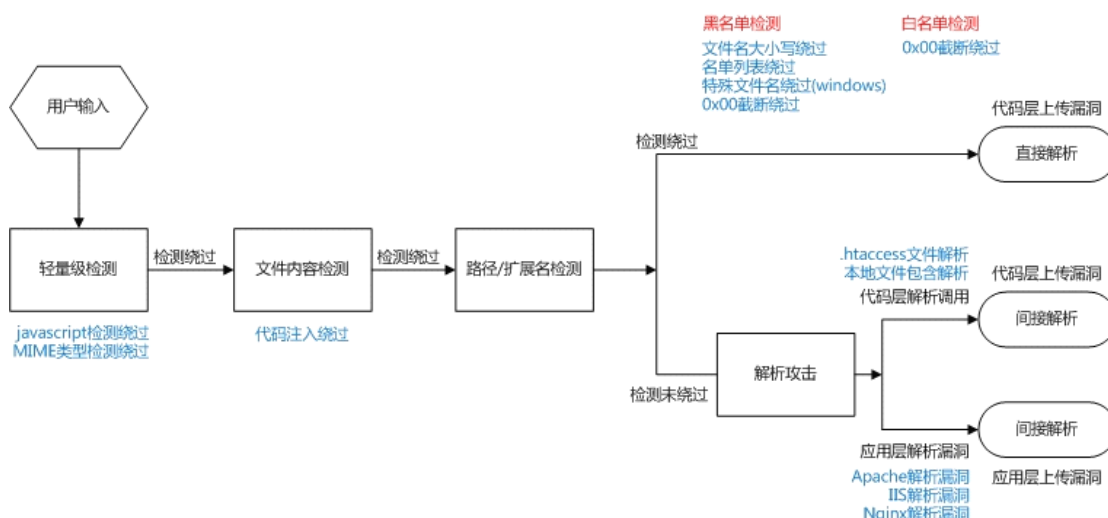 黑名单检测
文件名大小写绕过
名单列表绕过
特殊文件名绕过(windows)
0x00截断绕过
白名单检测
0x00截断绕过
用户输入
代码层上传漏洞
检测绕过
直接解析
轻量级检测
检测绕过
文件内容检测
检测绕过
路径/扩展名检测
javascript检测绕过
MIME类型检测绕过
代码注入绕过
.htaccess文件解析
本地文件包含解析
代码层解析调用
代码层上传漏洞
间接解析
解析攻击
检测未绕过
间接解析
应用层解析漏洞
Apache解析漏洞
IIS解析漏洞
Nginx解析漏洞
应用层上传漏洞